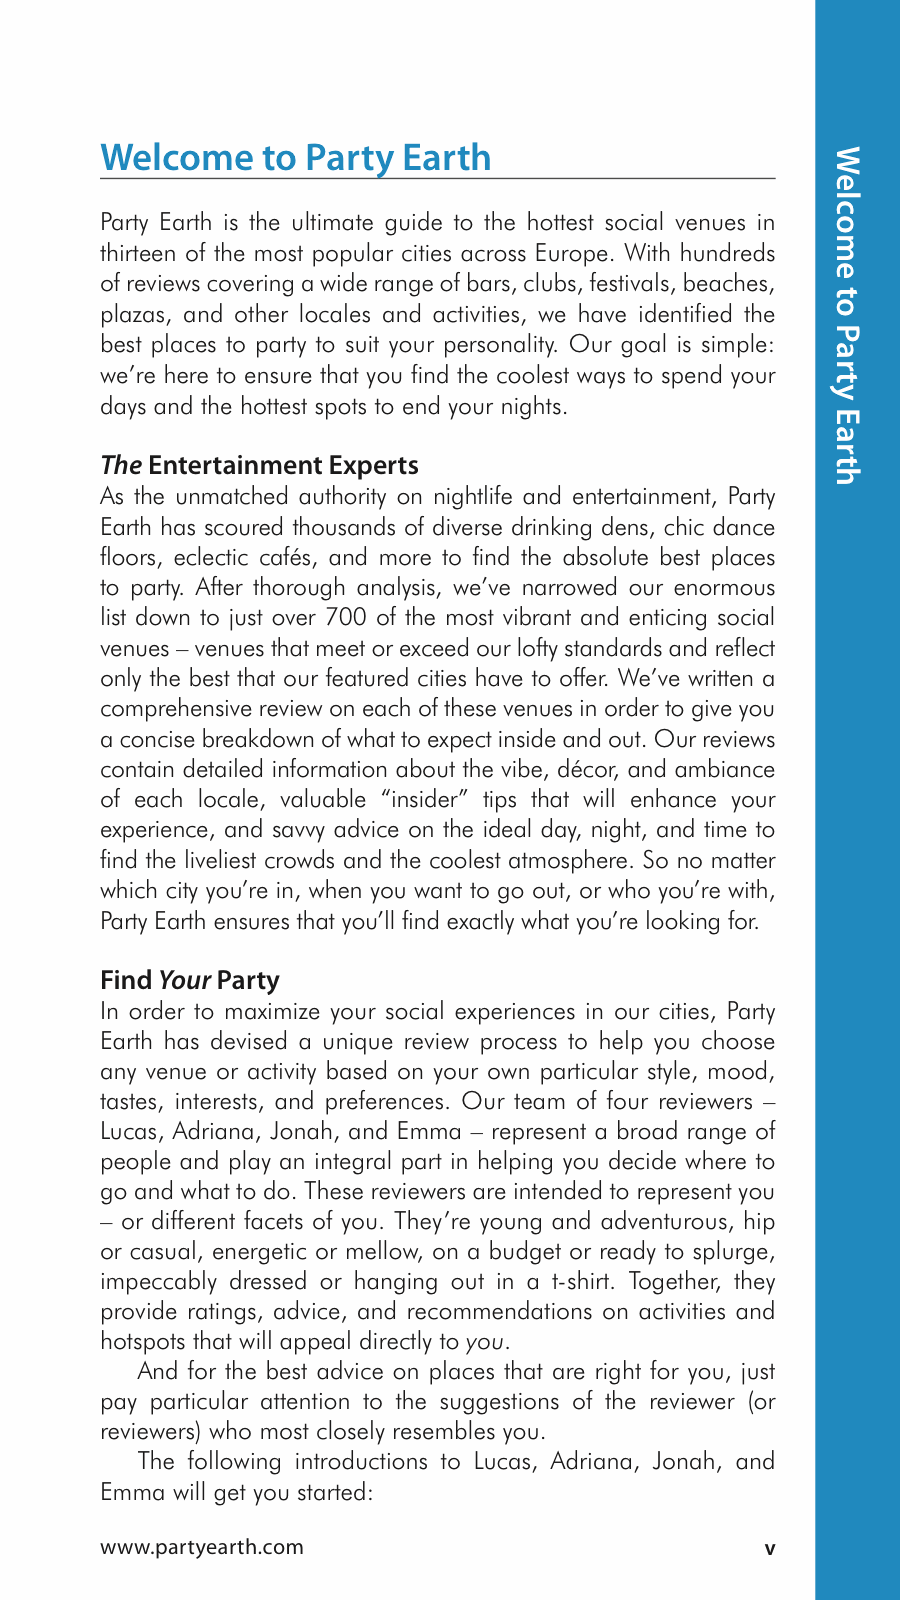 Welcome to Party Earth
Party Earth is the ultimate guide to the hottest social venues in
thirteen of the most popular cities across Europe. With hundreds
of reviews covering a wide range of bars, clubs, festivals, beaches,
plazas, and other locales and activities, we have identified the
best places to party to suit your personality. Our goal is simple:
we’re here to ensure that you find the coolest ways to spend your
days and the hottest spots to end your nights.
The Entertainment Experts
As the unmatched authority on nightlife and entertainment, Party
Earth has scoured thousands of diverse drinking dens, chic dance
floors, eclectic cafés, and more to find the absolute best places
to party. After thorough analysis, we’ve narrowed our enormous
list down to just over 700 of the most vibrant and enticing social
venues – venues that meet or exceed our lofty standards and reflect
only the best that our featured cities have to offer. We’ve written a
comprehensive review on each of these venues in order to give you
a concise breakdown of what to expect inside and out. Our reviews
contain detailed information about the vibe, décor, and ambiance
of each locale, valuable “insider” tips that will enhance your
experience, and savvy advice on the ideal day, night, and time to
find the liveliest crowds and the coolest atmosphere. So no matter
which city you’re in, when you want to go out, or who you’re with,
Party Earth ensures that you’ll find exactly what you’re looking for.
Find Your Party
In order to maximize your social experiences in our cities, Party
Earth has devised a unique review process to help you choose
any venue or activity based on your own particular style, mood,
tastes, interests, and preferences. Our team of four reviewers –
Lucas, Adriana, Jonah, and Emma – represent a broad range of
people and play an integral part in helping you decide where to
go and what to do. These reviewers are intended to represent you
– or different facets of you. They’re young and adventurous, hip
or casual, energetic or mellow, on a budget or ready to splurge,
impeccably dressed or hanging out in a t-shirt. Together, they
provide ratings, advice, and recommendations on activities and
hotspots that will appeal directly to you.
And for the best advice on places that are right for you, just
pay particular attention to the suggestions of the reviewer (or
reviewers) who most closely resembles you.
The following introductions to Lucas, Adriana, Jonah, and
Emma will get you started:
www.partyearth.com
v
Welcome to Party Earth